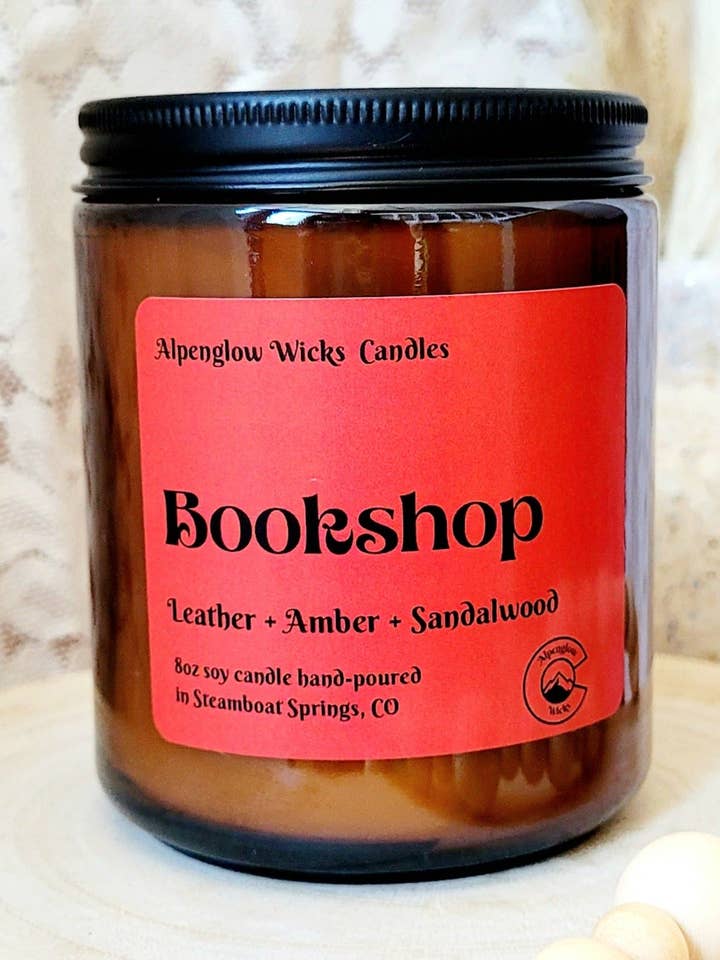 Alpenglow Wicks Candles
Bookshop
Leather + Amber + Sandalwood
8oz soy candle hand-poured
in Steamboat Springs, CO
Alpenglow
Wicks